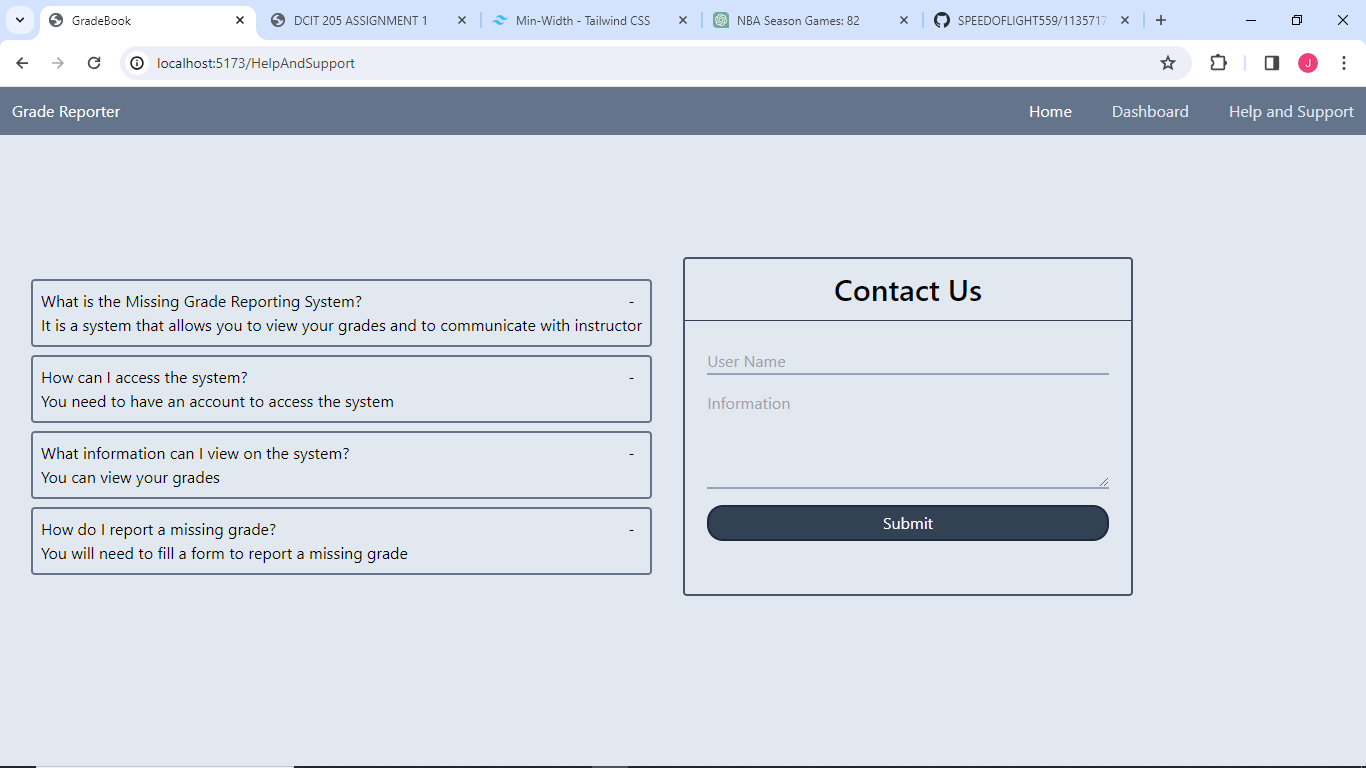 GradeBook
DCIT 205 ASSIGNMENT 1
Min-Width - Tailwind CSS
NBA Season Games: 82
SPEEDOFLIGHT559/1135717
localhost:5173/HelpAndSupport
J
Grade Reporter
Home
Dashboard
Help and Support
What is the Missing Grade Reporting System? -
It is a system that allows you to view your grades and to communicate with instructor
How can I access the system? -
You need to have an account to access the system
What information can I view on the system? -
You can view your grades
How do I report a missing grade? -
You will need to fill a form to report a missing grade
Contact Us
User Name
Information
Submit